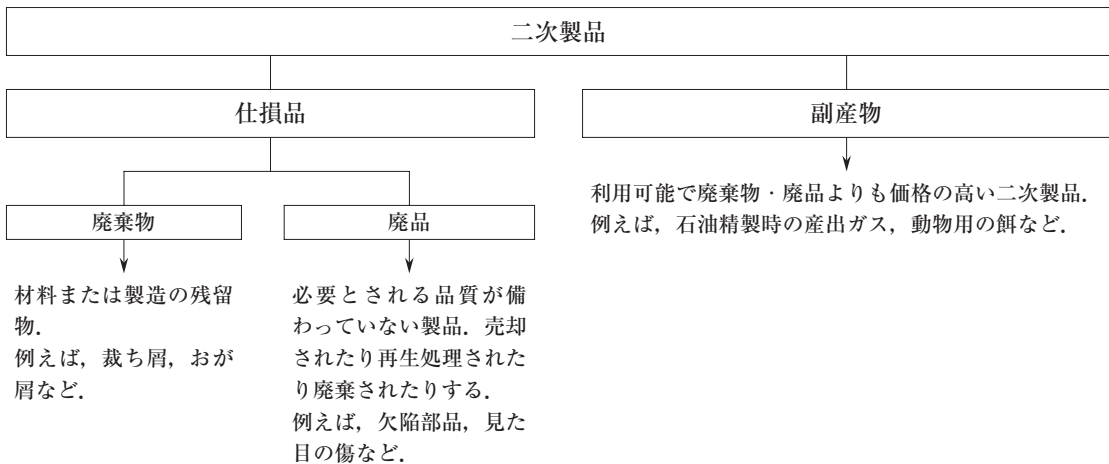 二次製品
仕損品
副産物
利用可能で廃棄物・廃品よりも価格の高い二次製品．
例えば，石油精製時の産出ガス，動物用の餌など．
廃棄物
廃品
材料または製造の残留
物．
例えば，裁ち屑，おが
屑など．
必要とされる品質が備
わっていない製品．売却
されたり再生処理された
り廃棄されたりする．
例えば，欠陥部品，見た
目の傷など．